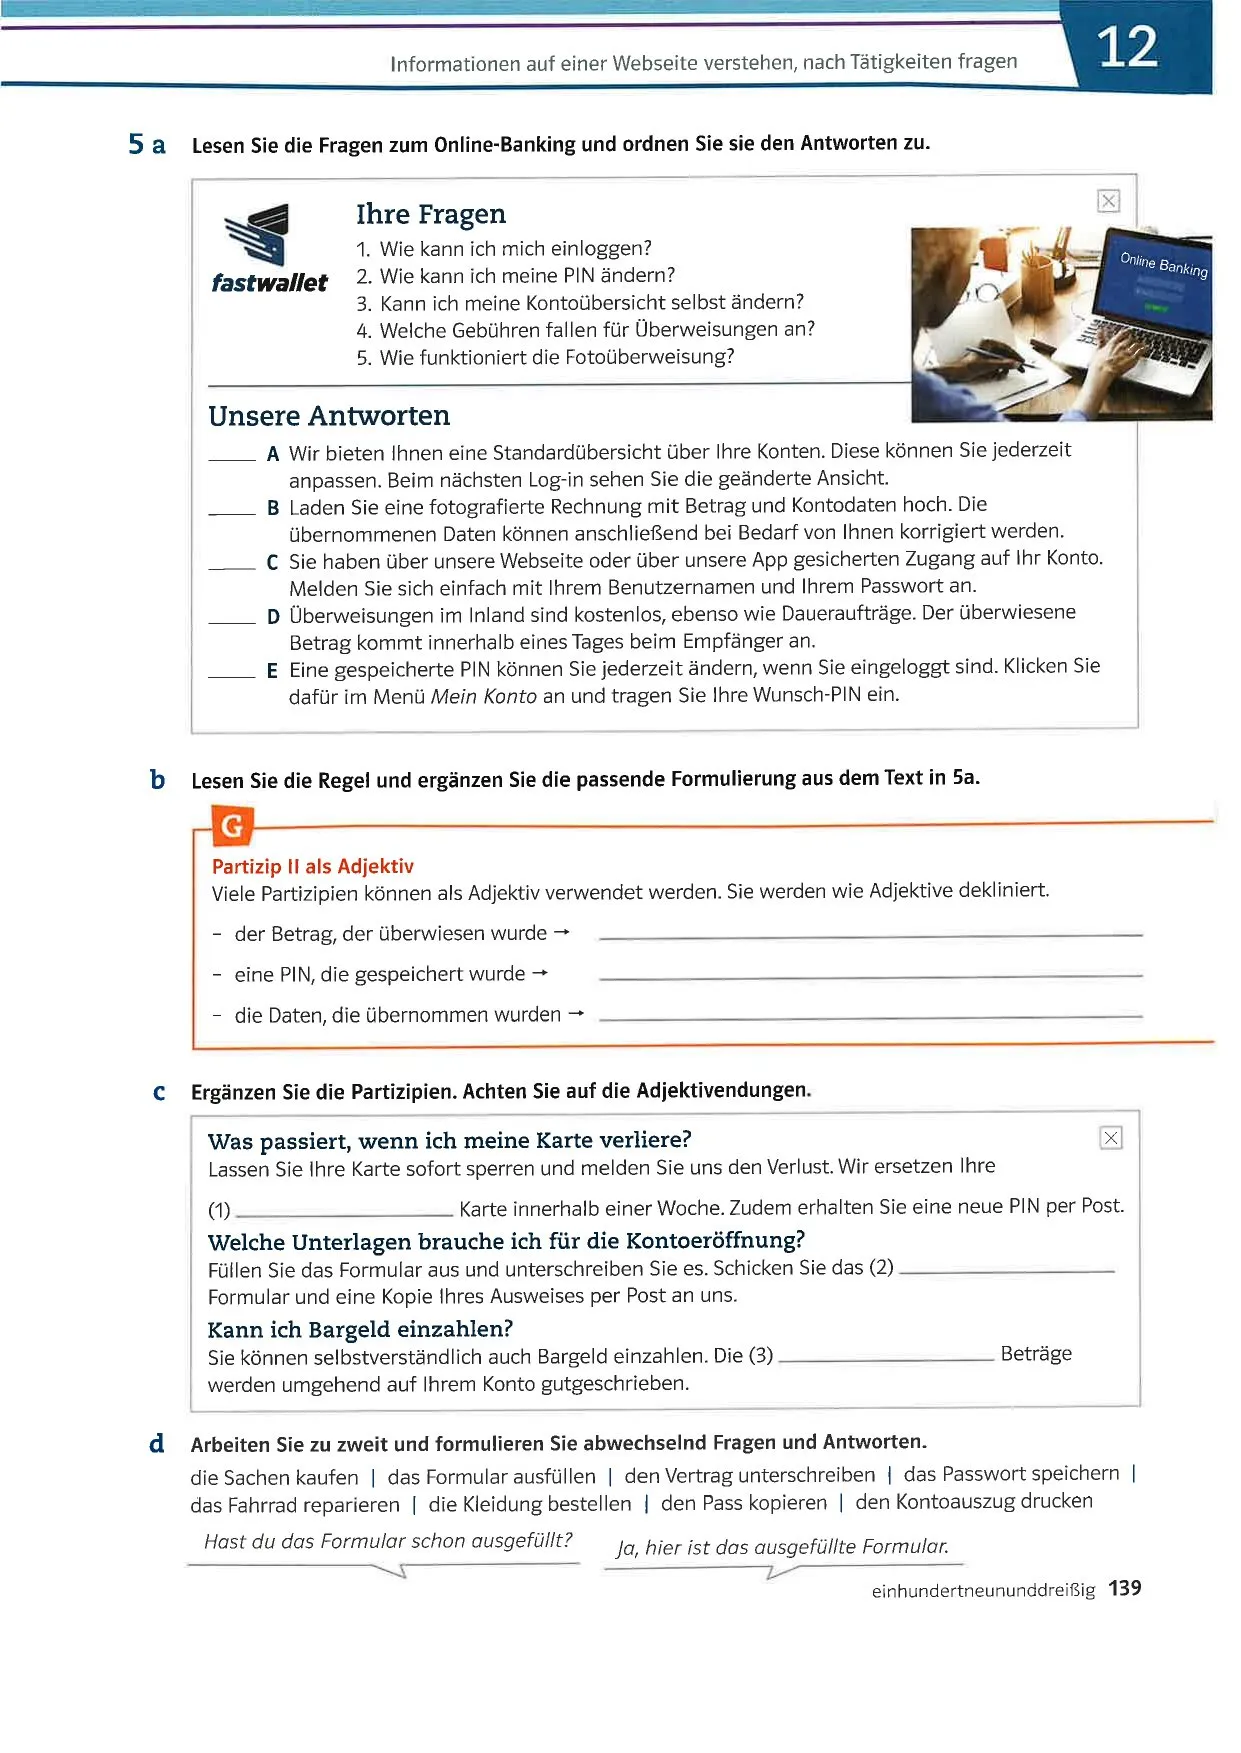 Informationen auf einer Webseite verstehen, nach Tätigkeiten fragen
12
5 a Lesen Sie die Fragen zum Online-Banking und ordnen Sie sie den Antworten zu.
fastwallet
Ihre Fragen
1. Wie kann ich mich einloggen?
2. Wie kann ich meine PIN ändern?
3. Kann ich meine Kontoübersicht selbst ändern?
4. Welche Gebühren fallen für Überweisungen an?
5. Wie funktioniert die Fotoüberweisung?
Online Banking
Unsere Antworten
____ A Wir bieten Ihnen eine Standardübersicht über Ihre Konten. Diese können Sie jederzeit
anpassen. Beim nächsten Log-in sehen Sie die geänderte Ansicht.
____ B Laden Sie eine fotografierte Rechnung mit Betrag und Kontodaten hoch. Die
übernommenen Daten können anschließend bei Bedarf von Ihnen korrigiert werden.
____ C Sie haben über unsere Webseite oder über unsere App gesicherten Zugang auf Ihr Konto.
Melden Sie sich einfach mit Ihrem Benutzernamen und Ihrem Passwort an.
____ D Überweisungen im Inland sind kostenlos, ebenso wie Daueraufträge. Der überwiesene
Betrag kommt innerhalb eines Tages beim Empfänger an.
____ E Eine gespeicherte PIN können Sie jederzeit ändern, wenn Sie eingeloggt sind. Klicken Sie
dafür im Menü Mein Konto an und tragen Sie Ihre Wunsch-PIN ein.
b Lesen Sie die Regel und ergänzen Sie die passende Formulierung aus dem Text in 5a.
G
Partizip II als Adjektiv
Viele Partizipien können als Adjektiv verwendet werden. Sie werden wie Adjektive dekliniert.
– der Betrag, der überwiesen wurde → ____
– eine PIN, die gespeichert wurde → ____
– die Daten, die übernommen wurden → ____
c Ergänzen Sie die Partizipien. Achten Sie auf die Adjektivendungen.
Was passiert, wenn ich meine Karte verliere?
Lassen Sie Ihre Karte sofort sperren und melden Sie uns den Verlust. Wir ersetzen Ihre
(1) ____ Karte innerhalb einer Woche. Zudem erhalten Sie eine neue PIN per Post.
Welche Unterlagen brauche ich für die Kontoeröffnung?
Füllen Sie das Formular aus und unterschreiben Sie es. Schicken Sie das (2) ____
Formular und eine Kopie Ihres Ausweises per Post an uns.
Kann ich Bargeld einzahlen?
Sie können selbstverständlich auch Bargeld einzahlen. Die (3) ____ Beträge
werden umgehend auf Ihrem Konto gutgeschrieben.
d Arbeiten Sie zu zweit und formulieren Sie abwechselnd Fragen und Antworten.
die Sachen kaufen | das Formular ausfüllen | den Vertrag unterschreiben | das Passwort speichern |
das Fahrrad reparieren | die Kleidung bestellen | den Pass kopieren | den Kontoauszug drucken
Hast du das Formular schon ausgefüllt?
Ja, hier ist das ausgefüllte Formular.
einhundertneununddreißig 139